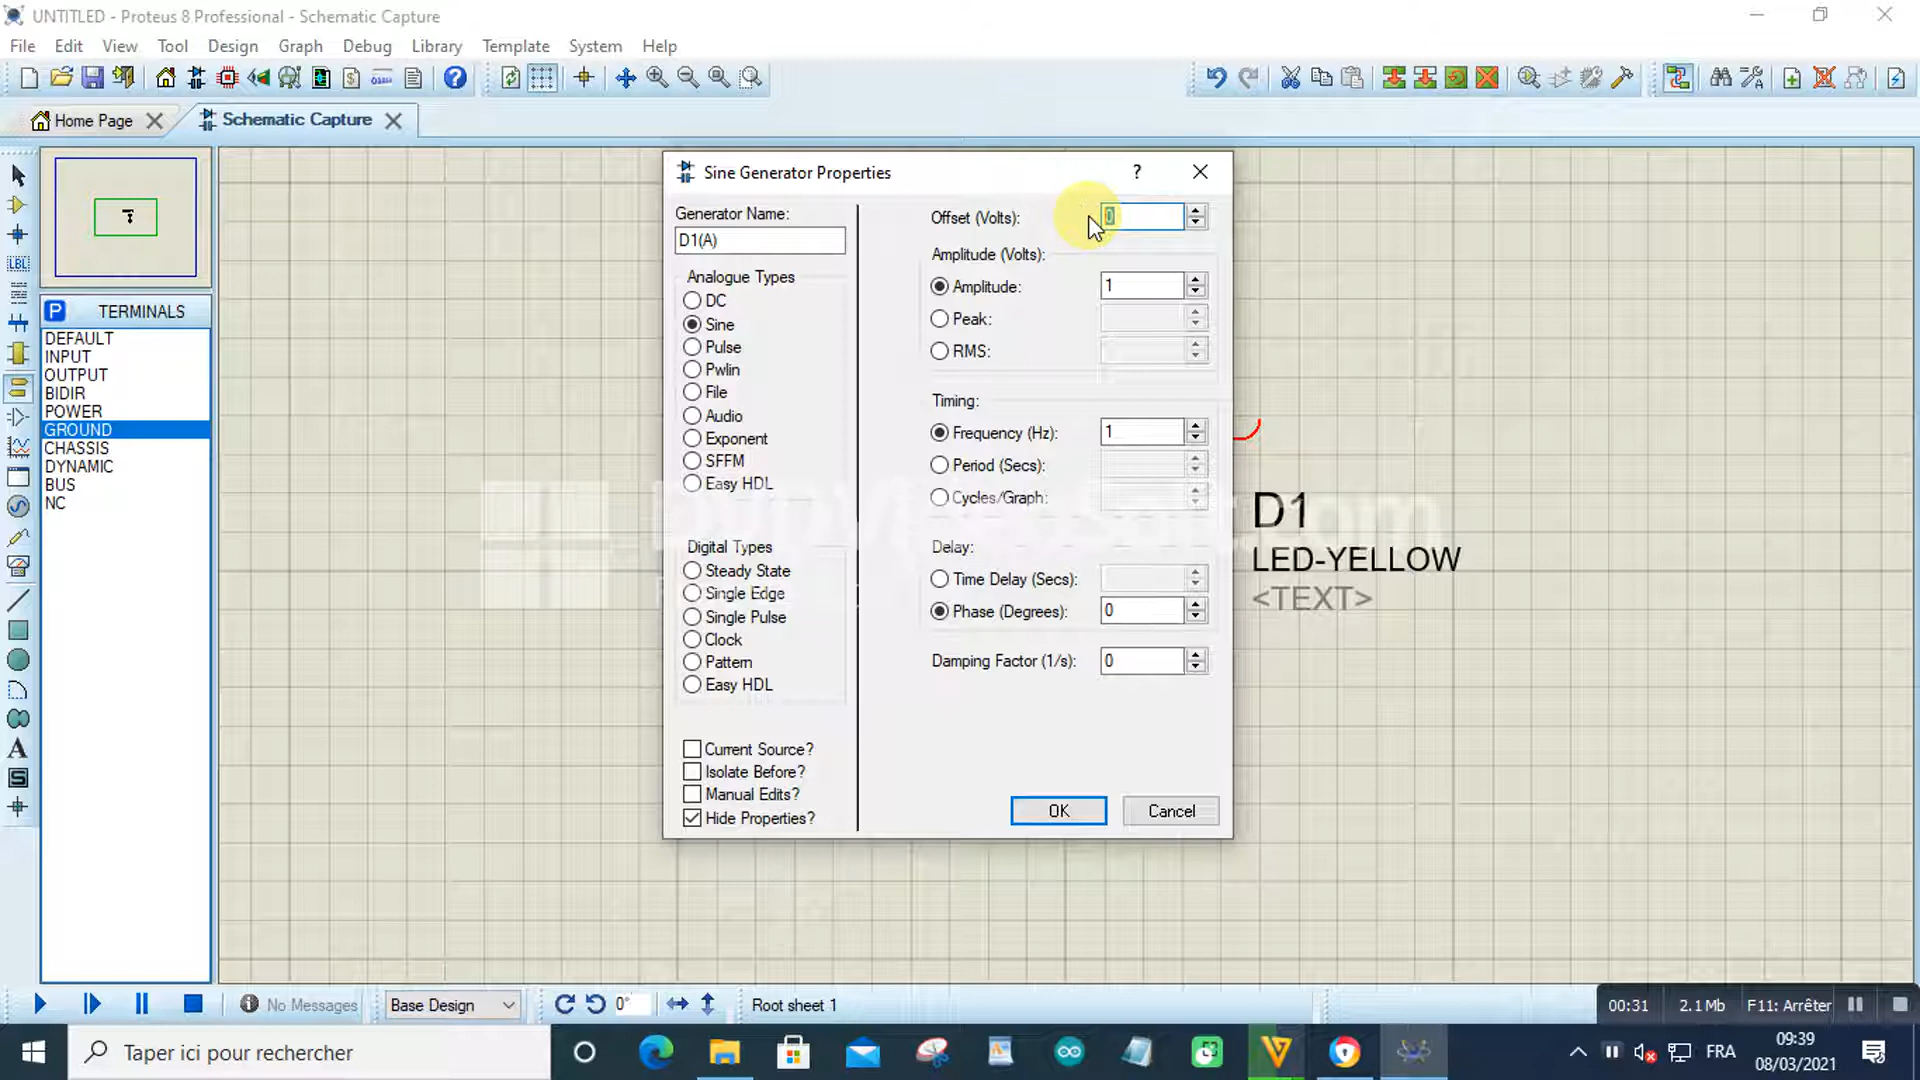 UNTITLED - Proteus 8 Professional - Schematic Capture
File Edit View Tool Design Graph Debug Library Template System Help
Home Page Schematic Capture
Sine Generator Properties ?
Generator Name:
D1(A)
Analogue Types
DC
Sine
Pulse
Pwlin
File
Audio
Exponent
SFFM
Easy HDL
Digital Types
Steady State
Single Edge
Single Pulse
Clock
Pattern
Easy HDL
Current Source?
Isolate Before?
Manual Edits?
Hide Properties?
Offset (Volts): 0
Amplitude (Volts):
Amplitude: 1
Peak:
RMS:
Timing:
Frequency (Hz): 1
Period (Secs):
Cycles/Graph:
Delay:
Time Delay (Secs):
Phase (Degrees): 0
Damping Factor (1/s): 0
OK Cancel
LBL
P TERMINALS
DEFAULT
INPUT
OUTPUT
BIDIR
POWER
GROUND
CHASSIS
DYNAMIC
BUS
NC
A
S
D1
LED-YELLOW
<TEXT>
No Messages Base Design 0° Root sheet 1
00:31 2.1 Mb F11: Arrêter
Taper ici pour rechercher
FRA
09:39
08/03/2021